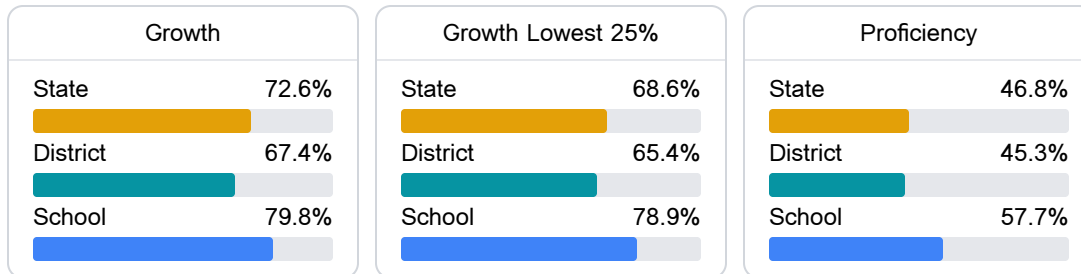 Growth
State 72.6%
District 67.4%
School 79.8%
Growth Lowest 25%
State 68.6%
District 65.4%
School 78.9%
Proficiency
State 46.8%
District 45.3%
School 57.7%